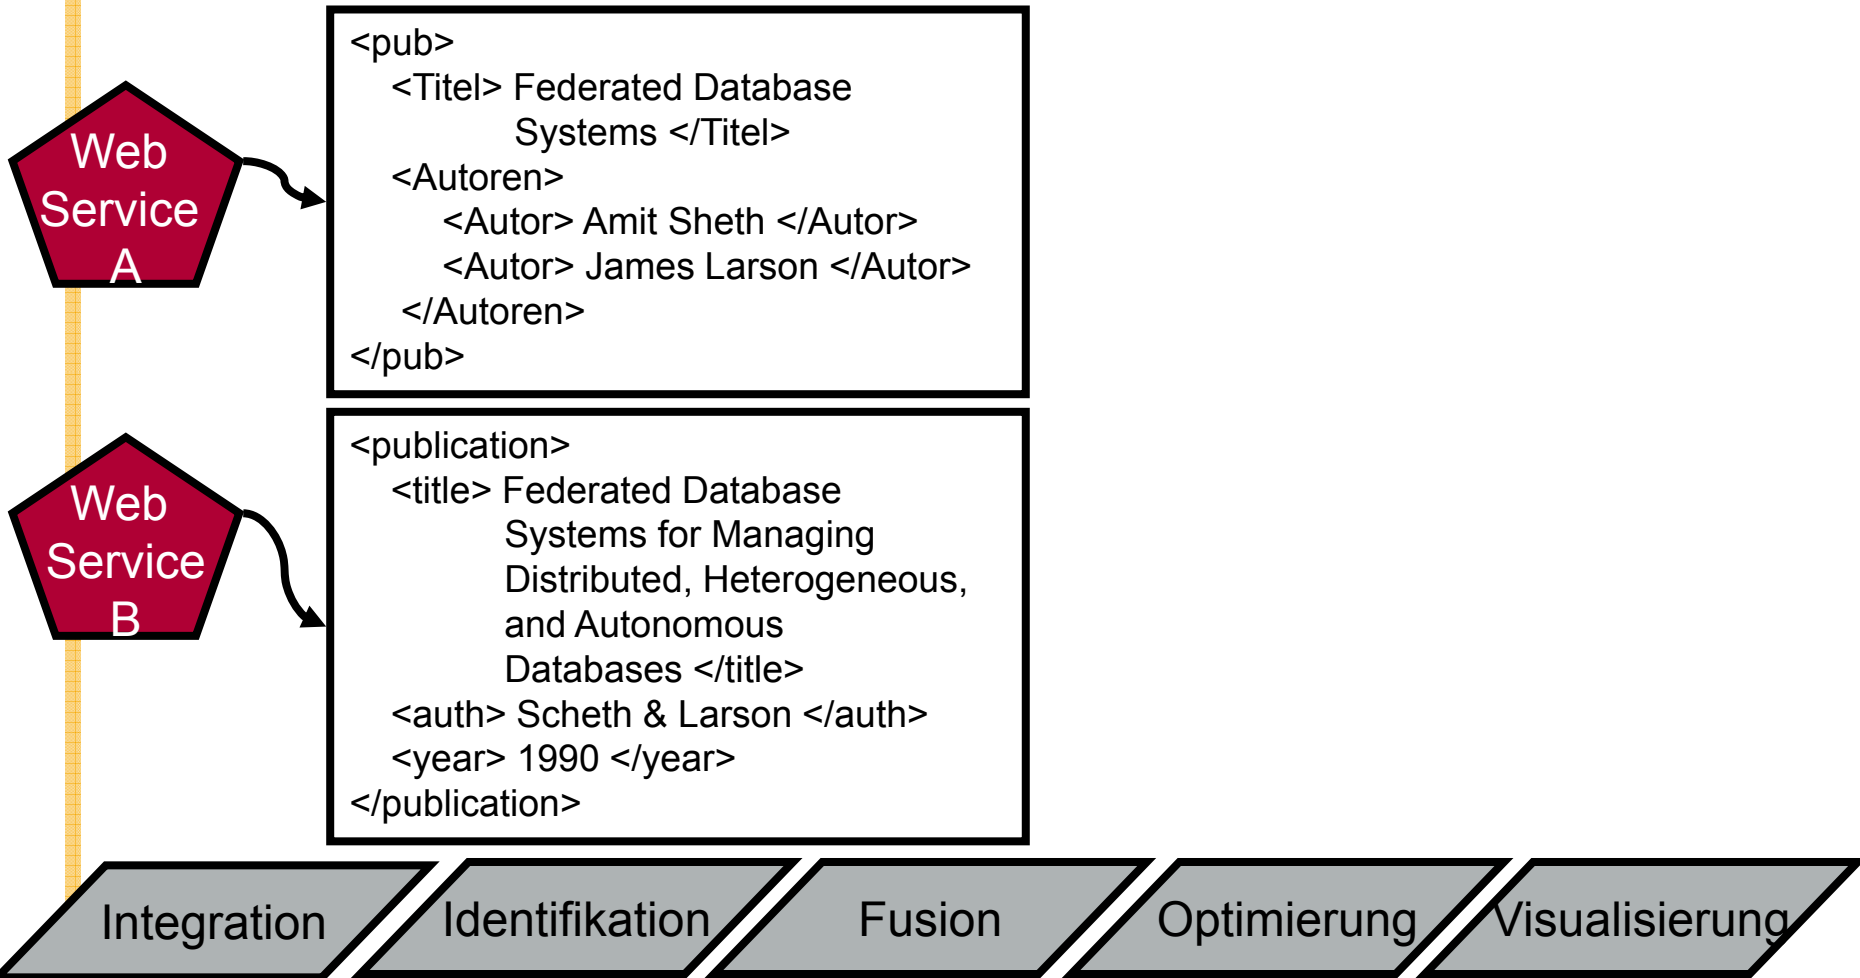 Web
Service
A
<pub>
<Titel> Federated Database
Systems </Titel>
<Autoren>
<Autor> Amit Sheth </Autor>
<Autor> James Larson </Autor>
</Autoren>
</pub>
Web
Service
B
<publication>
<title> Federated Database
Systems for Managing
Distributed, Heterogeneous,
and Autonomous
Databases </title>
<auth> Scheth & Larson </auth>
<year> 1990 </year>
</publication>
Integration
Identifikation
Fusion
Optimierung
Visualisierung